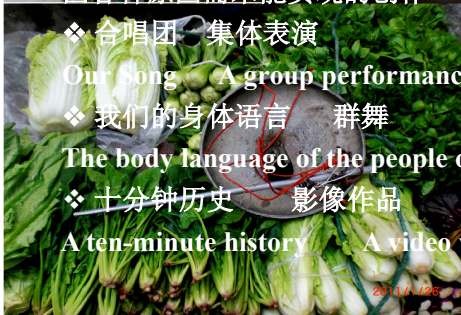 ❖ 合唱团 集体表演
Our Song A group performanc
❖ 我们的身体语言 群舞
The body language of the people o
❖ 十分钟历史 影像作品
A ten-minute history A video
2011/1/26